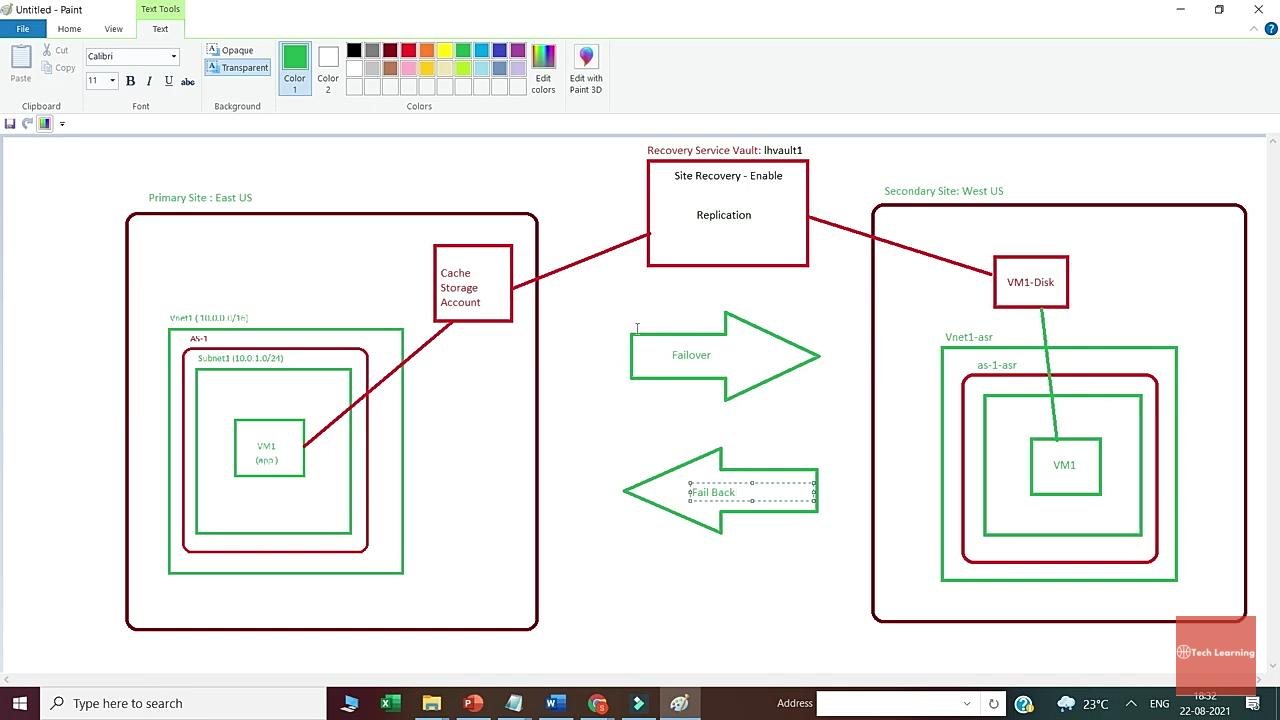 Untitled - Paint
Text Tools
File
Home
View
Text
Paste
Cut
Copy
Clipboard
Calibri
11
B I U abc
Font
Opaque
Transparent
Background
Color 1
Color 2
Edit colors
Colors
Edit with Paint 3D
Recovery Service Vault: lhvault1
Site Recovery - Enable
Replication
Primary Site : East US
Secondary Site: West US
Cache
Storage
Account
VM1-Disk
Vnet1 ( 10.0.0.0/16)
AS-1
Subnet1 (10.0.1.0/24)
VM1
(app )
Failover
Fail Back
Vnet1-asr
as-1-asr
VM1
Tech Learning
Type here to search
Address
23°C
ENG
18:32
22-08-2021